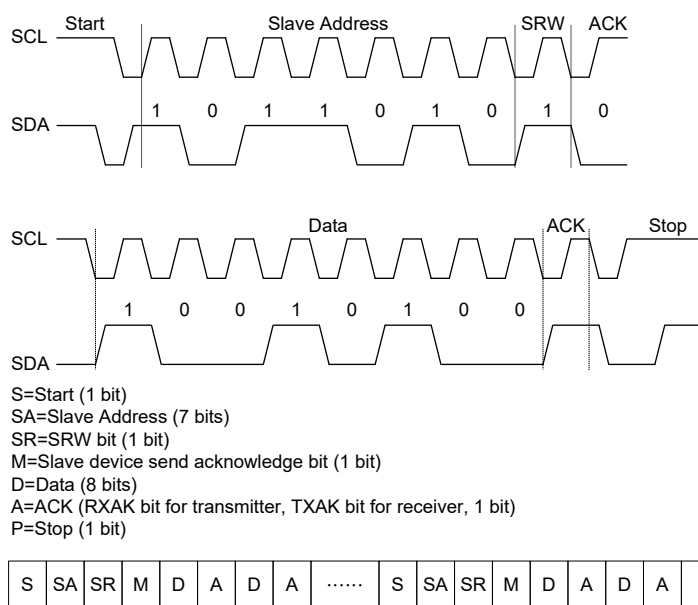 Start Slave Address SRW ACK
SCL
1 0 1 1 0 1 0 1 0
SDA
Data ACK Stop
SCL
1 0 0 1 0 1 0 0
SDA
S=Start (1 bit)
SA=Slave Address (7 bits)
SR=SRW bit (1 bit)
M=Slave device send acknowledge bit (1 bit)
D=Data (8 bits)
A=ACK (RXAK bit for transmitter, TXAK bit for receiver, 1 bit)
P=Stop (1 bit)
S SA SR M D A D A ...... S SA SR M D A D A